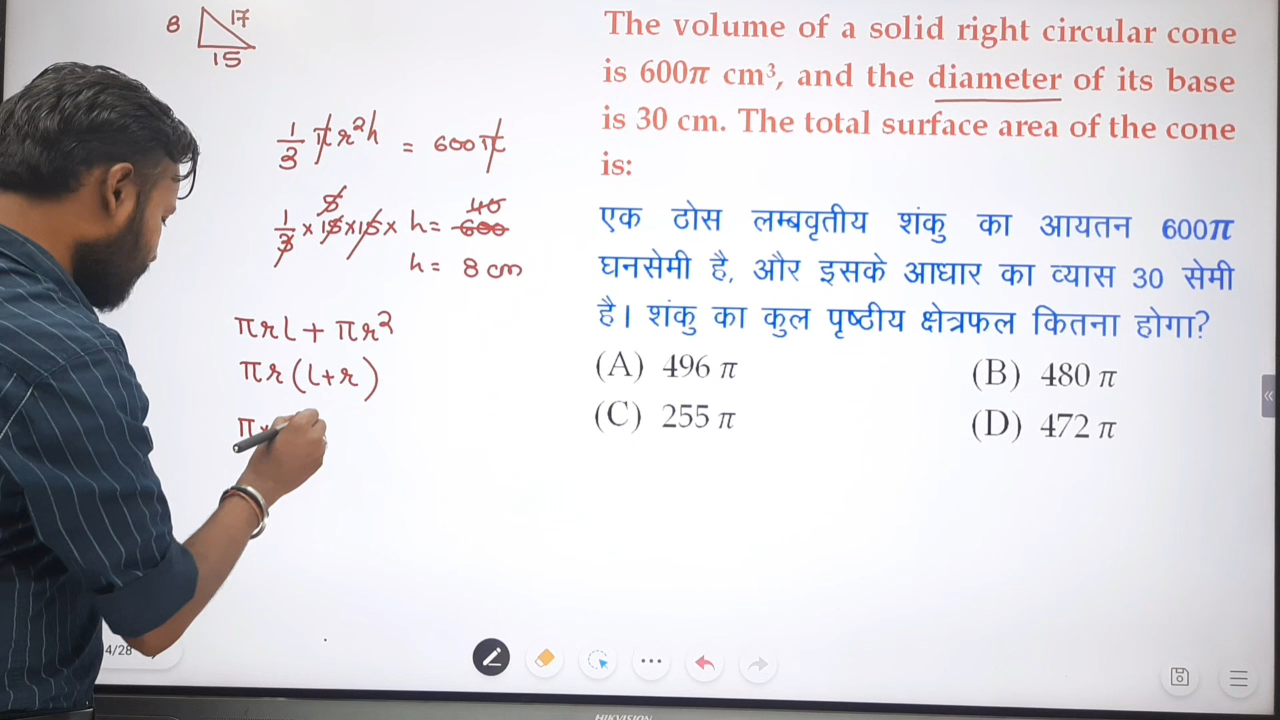 8 17
15
1/3 πr²h = 600π
5 40
1/3 × 15 × 15 × h = 600
h = 8 cm
πrl + πr²
πr(l+r)
π×
The volume of a solid right circular cone
is 600π cm³, and the diameter of its base
is 30 cm. The total surface area of the cone
is:
एक ठोस लम्बवृतीय शंकु का आयतन 600π
घनसेमी है, और इसके आधार का व्यास 30 सेमी
है। शंकु का कुल पृष्ठीय क्षेत्रफल कितना होगा?
(A) 496 π (B) 480 π
(C) 255 π (D) 472 π
4/28
HIKVISION